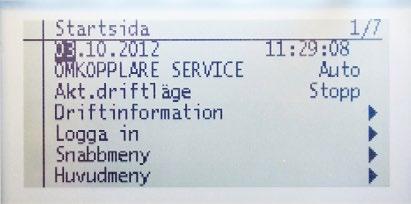 Startsida 1/7
03.10.2012 11:29:08
OMKOPPLARE SERVICE Auto
Akt.driftläge Stopp
Driftinformation
Logga in
Snabbmeny
Huvudmeny